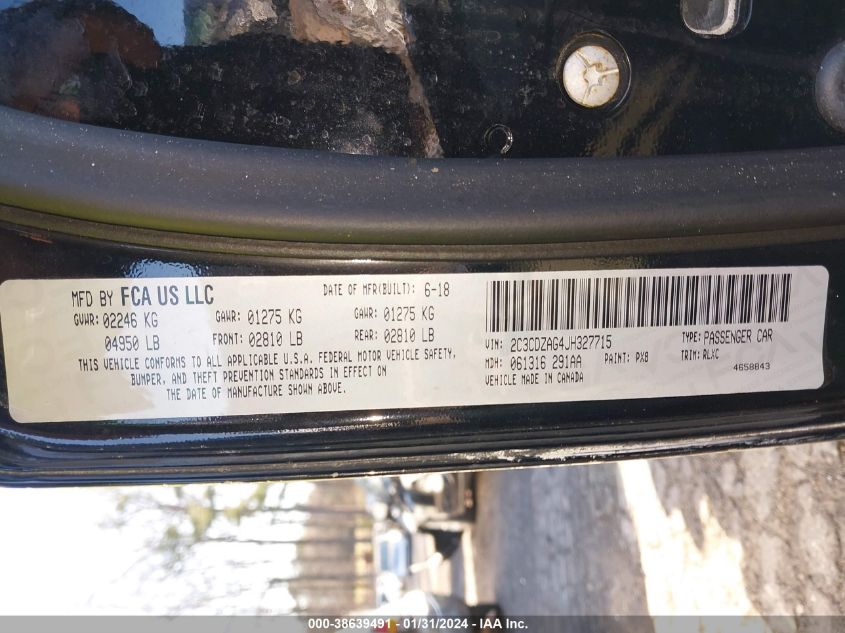 MFD BY FCA US LLC
DATE OF MFR(BUILT): 6-18
GVWR: 02246 KG GAWR: 01275 KG GAWR: 01275 KG
04950 LB FRONT: 02810 LB REAR: 02810 LB
THIS VEHICLE CONFORMS TO ALL APPLICABLE U.S.A. FEDERAL MOTOR VEHICLE SAFETY,
BUMPER, AND THEFT PREVENTION STANDARDS IN EFFECT ON
THE DATE OF MANUFACTURE SHOWN ABOVE.
VIN: 2C3CDZAG4JH327715 TYPE: PASSENGER CAR
MDH: 061316 291AA PAINT: PX8 TRIM: RLXC
VEHICLE MADE IN CANADA 4658843
000-38639491 - 01/31/2024 - IAA Inc.